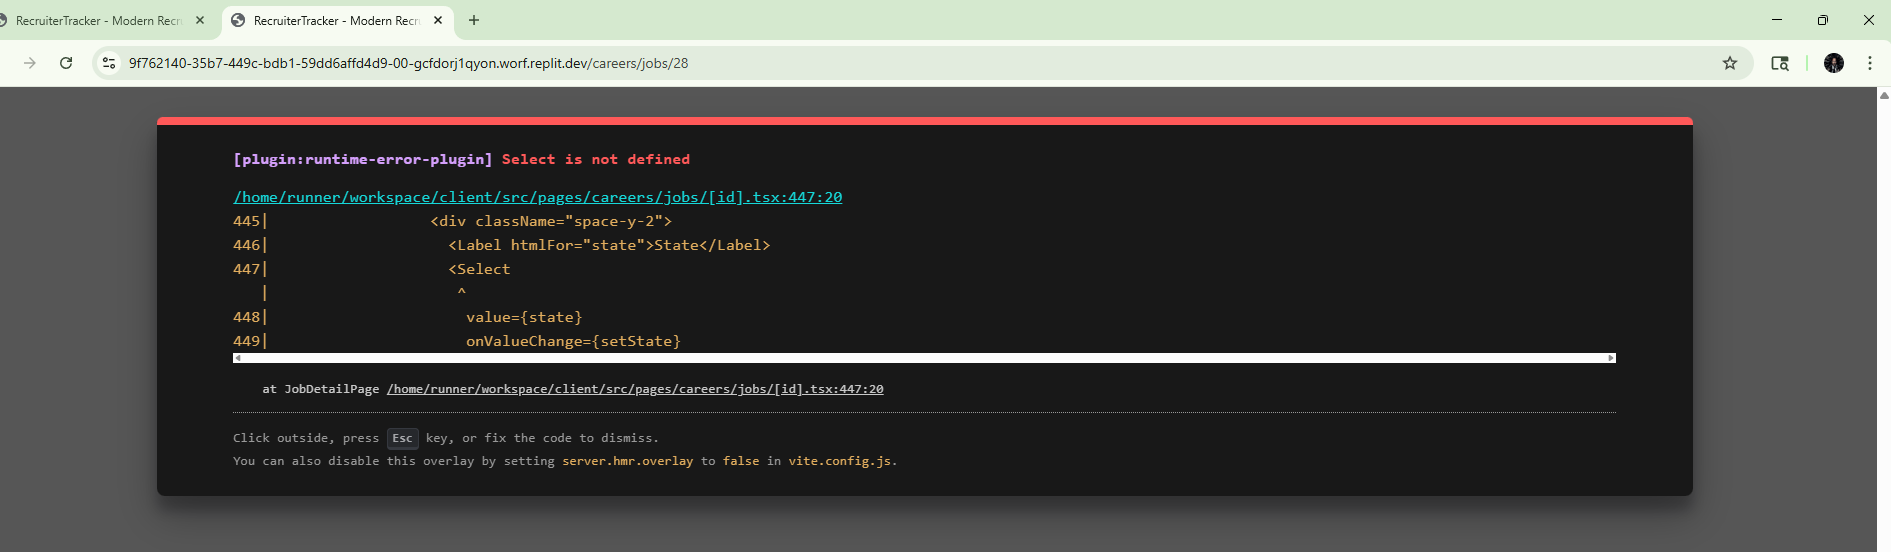 RecruiterTracker - Modern Recru
RecruiterTracker - Modern Recru
9f762140-35b7-449c-bdb1-59dd6affd4d9-00-gcfdorj1qyon.worf.replit.dev/careers/jobs/28
[plugin:runtime-error-plugin] Select is not defined
/home/runner/workspace/client/src/pages/careers/jobs/[id].tsx:447:20
445|                  <div className="space-y-2">
446|                    <Label htmlFor="state">State</Label>
447|                    <Select
   |                     ^
448|                      value={state}
449|                      onValueChange={setState}
at JobDetailPage /home/runner/workspace/client/src/pages/careers/jobs/[id].tsx:447:20
Click outside, press Esc key, or fix the code to dismiss.
You can also disable this overlay by setting server.hmr.overlay to false in vite.config.js.